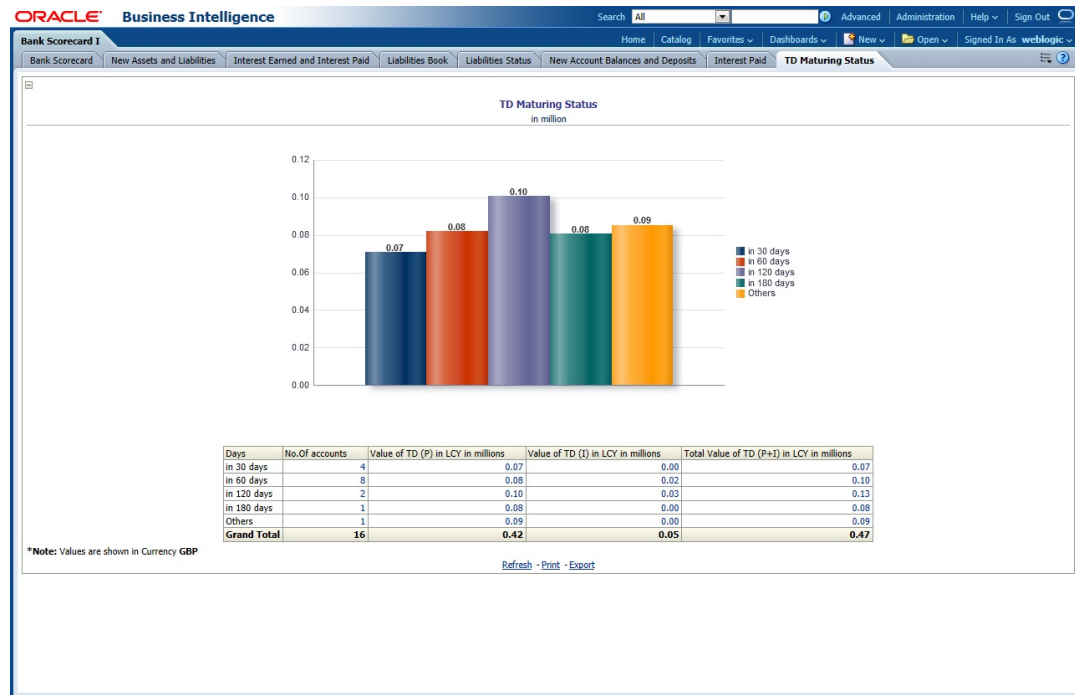 ORACLE Business Intelligence Search All Advanced Administration Help Sign Out
Bank Scorecard I Home Catalog Favorites Dashboards New Open Signed In As weblogic
Bank Scorecard New Assets and Liabilities Interest Earned and Interest Paid Liabilities Book Liabilities Status New Account Balances and Deposits Interest Paid TD Maturing Status
TD Maturing Status
in million
0.12
0.10
0.08
0.06
0.04
0.02
0.00
0.07
0.08
0.10
0.08
0.09
in 30 days
in 60 days
in 120 days
in 180 days
Others
Days No.Of accounts Value of TD (P) in LCY in millions Value of TD (I) in LCY in millions Total Value of TD (P+I) in LCY in millions
in 30 days 4 0.07 0.00 0.07
in 60 days 8 0.08 0.02 0.10
in 120 days 2 0.10 0.03 0.13
in 180 days 1 0.08 0.00 0.08
Others 1 0.09 0.00 0.09
Grand Total 16 0.42 0.05 0.47
*Note: Values are shown in Currency GBP
Refresh - Print - Export